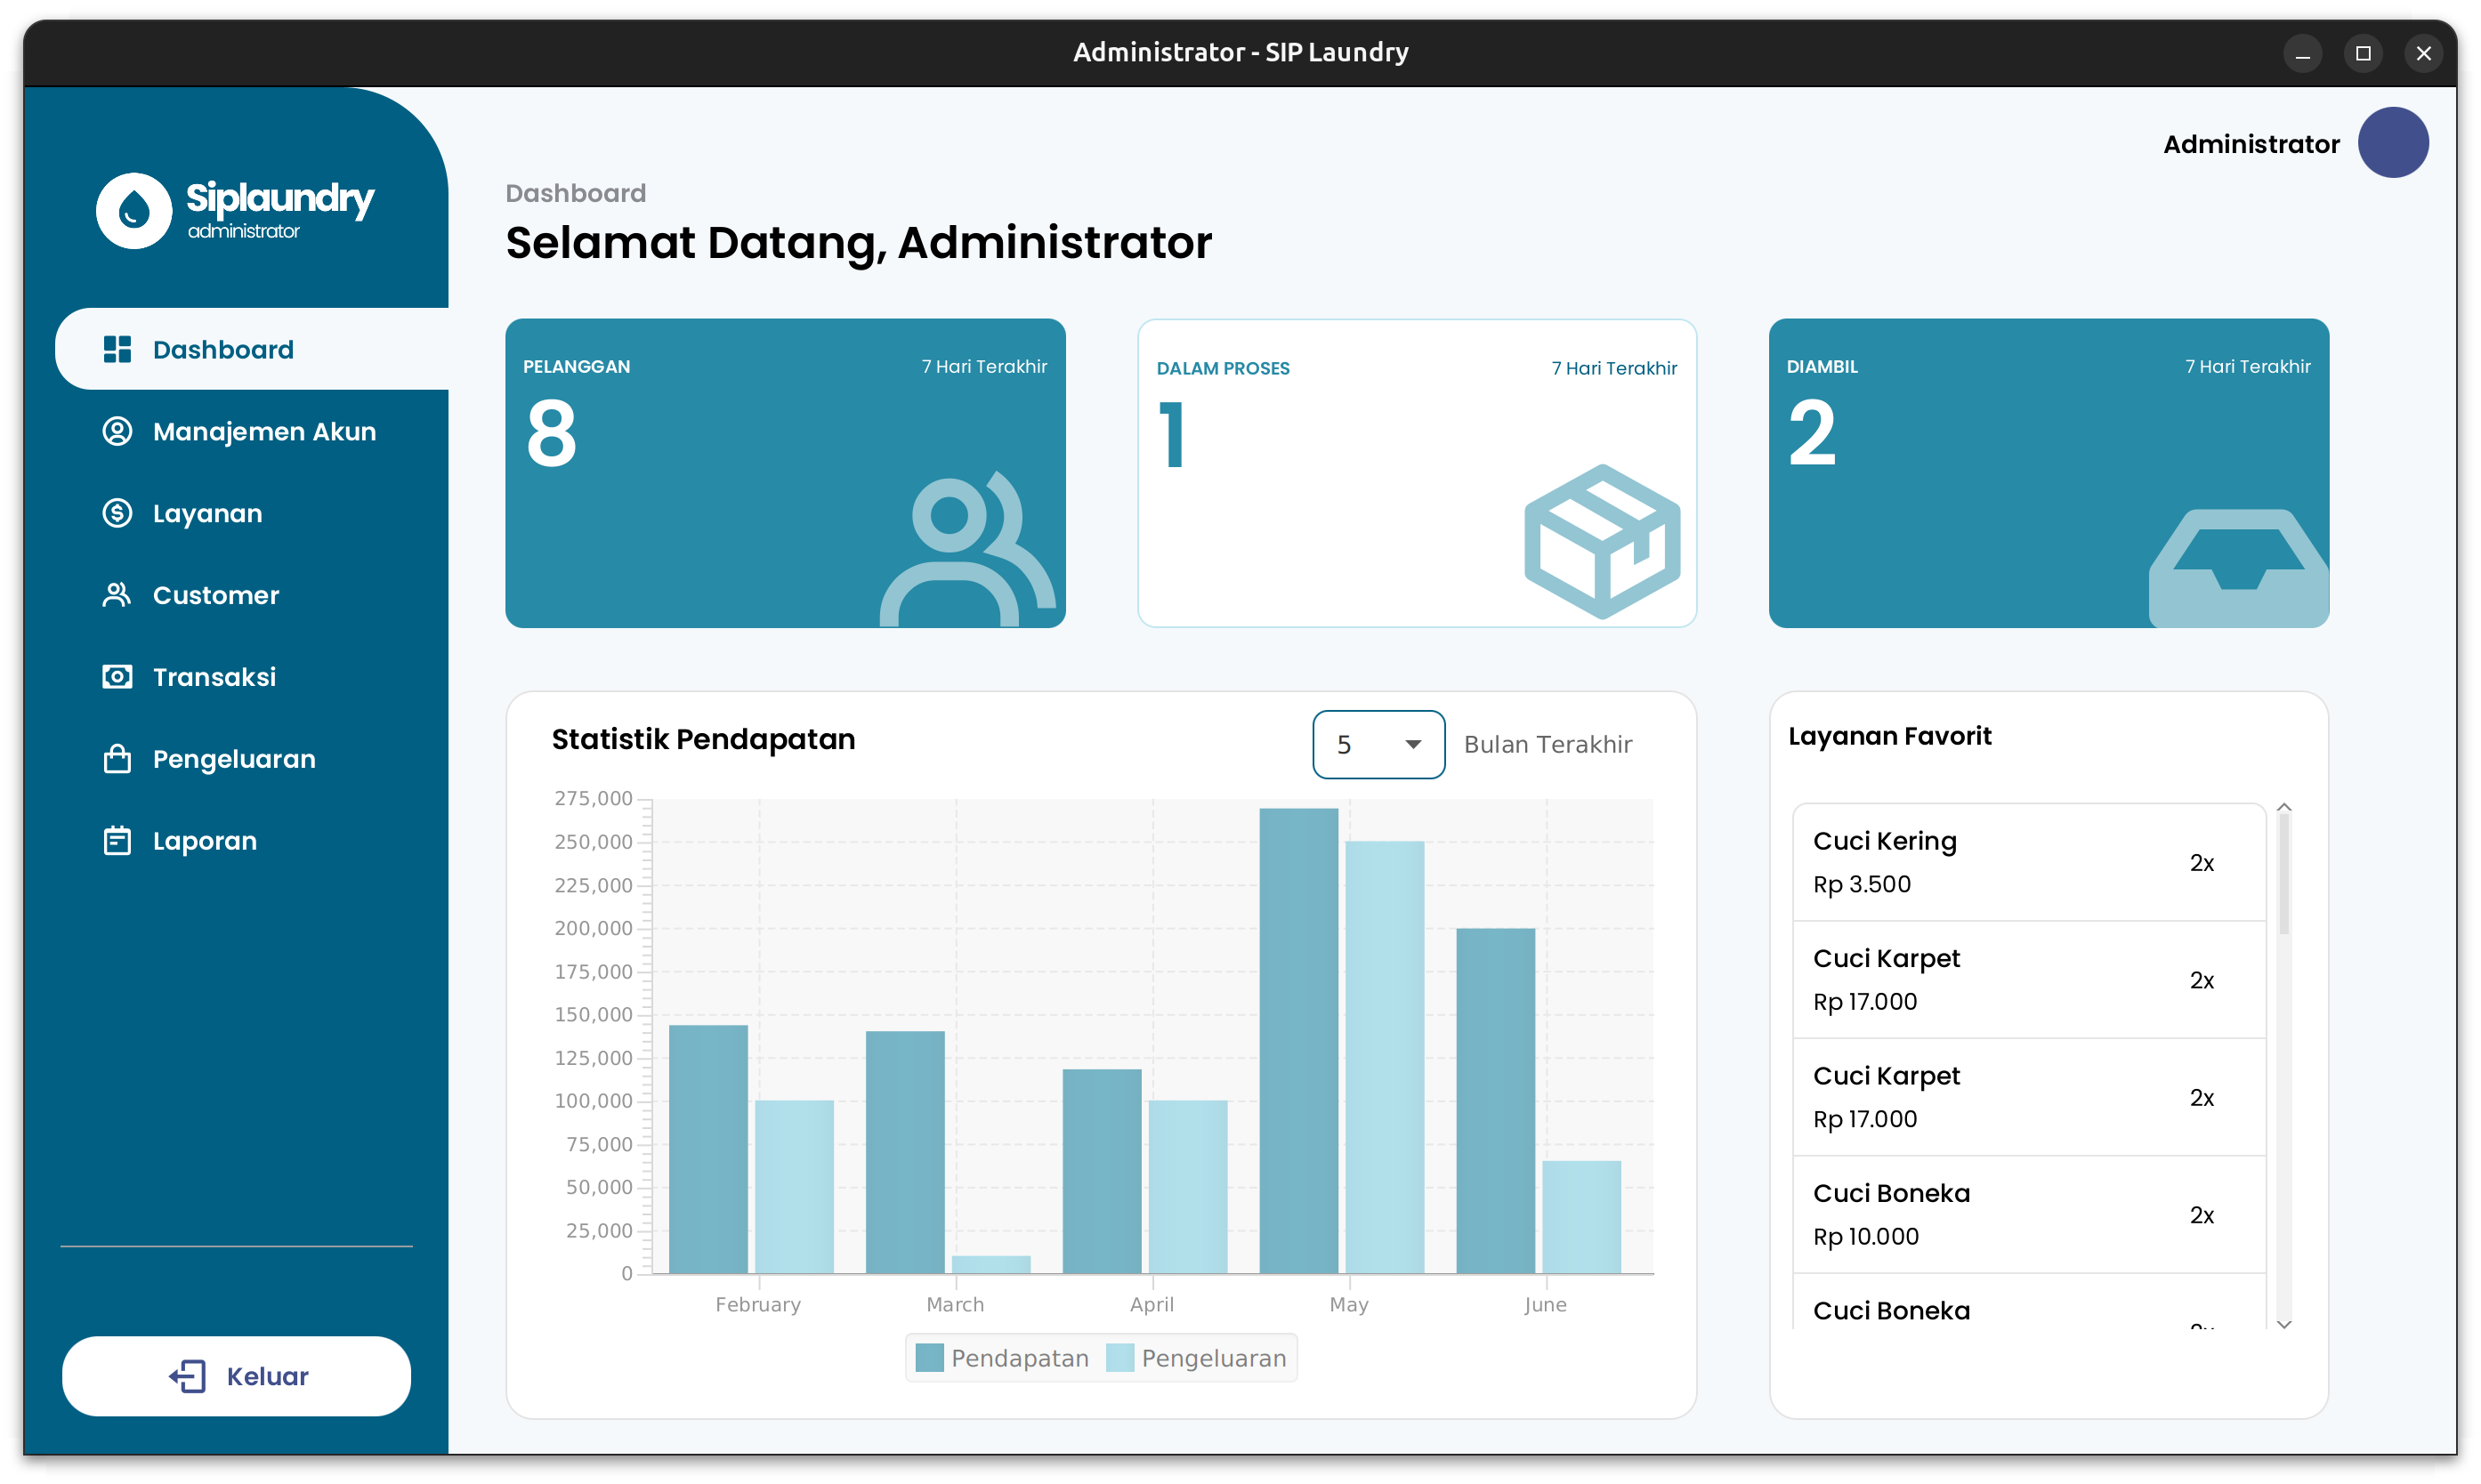 Administrator - SIP Laundry
Siplaundry
administrator
Dashboard
Manajemen Akun
Layanan
Customer
Transaksi
Pengeluaran
Laporan
Keluar
Administrator
Dashboard
Selamat Datang, Administrator
PELANGGAN 7 Hari Terakhir
8
DALAM PROSES 7 Hari Terakhir
1
DIAMBIL 7 Hari Terakhir
2
Statistik Pendapatan 5 Bulan Terakhir
275,000
250,000
225,000
200,000
175,000
150,000
125,000
100,000
75,000
50,000
25,000
0
February March April May June
Pendapatan Pengeluaran
Layanan Favorit
Cuci Kering
Rp 3.500
2x
Cuci Karpet
Rp 17.000
2x
Cuci Karpet
Rp 17.000
2x
Cuci Boneka
Rp 10.000
2x
Cuci Boneka